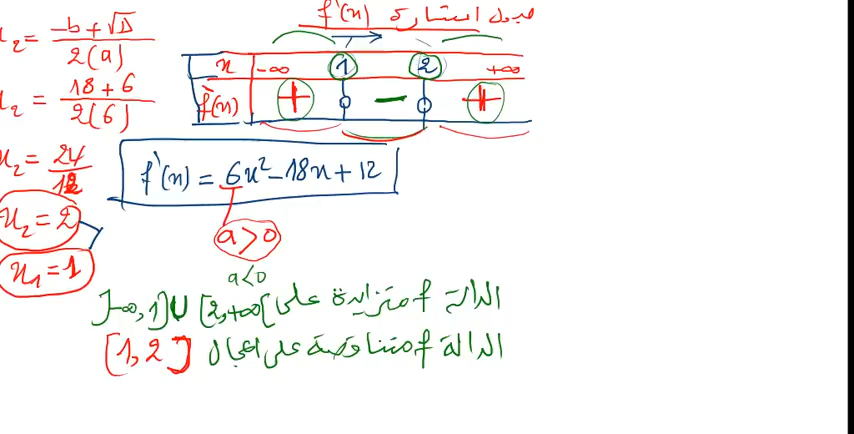 جدول إشارة f'(x)
x -∞ 1 2 +∞
f'(x) + 0 - 0 +
x₂ = -b + √Δ / 2(a)
x₂ = 18 + 6 / 2(6)
x₂ = 24 / 12
x₂ = 2
x₁ = 1
f'(x) = 6x² - 18x + 12
a > 0
a < 0
الدالة f متزايدة على ]-∞, 1] U [2, +∞[
الدالة f متناقصة على المجال [1, 2]